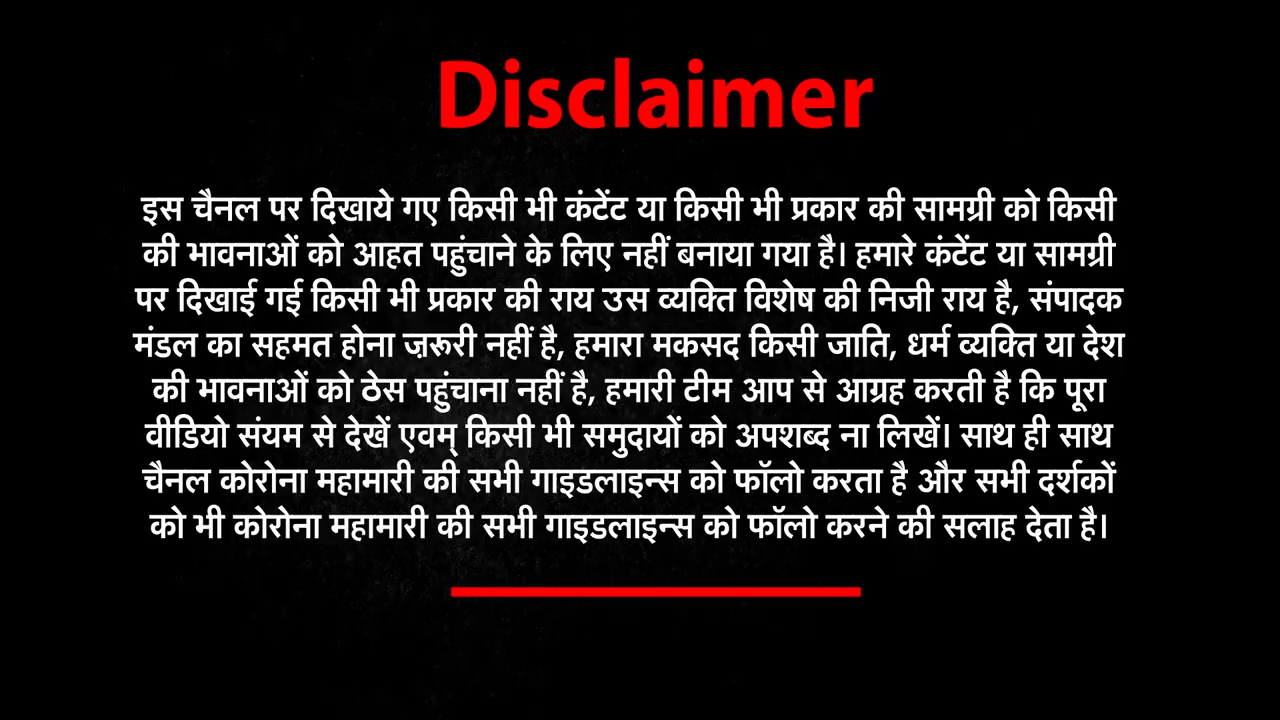 Disclaimer
इस चैनल पर दिखाये गए किसी भी कंटेंट या किसी भी प्रकार की सामग्री को किसी
की भावनाओं को आहत पहुंचाने के लिए नहीं बनाया गया है। हमारे कंटेंट या सामग्री
पर दिखाई गई किसी भी प्रकार की राय उस व्यक्ति विशेष की निजी राय है, संपादक
मंडल का सहमत होना ज़रूरी नहीं है, हमारा मकसद किसी जाति, धर्म व्यक्ति या देश
की भावनाओं को ठेस पहुंचाना नहीं है, हमारी टीम आप से आग्रह करती है कि पूरा
वीडियो संयम से देखें एवम् किसी भी समुदायों को अपशब्द ना लिखें। साथ ही साथ
चैनल कोरोना महामारी की सभी गाइडलाइन्स को फॉलो करता है और सभी दर्शकों
को भी कोरोना महामारी की सभी गाइडलाइन्स को फॉलो करने की सलाह देता है।